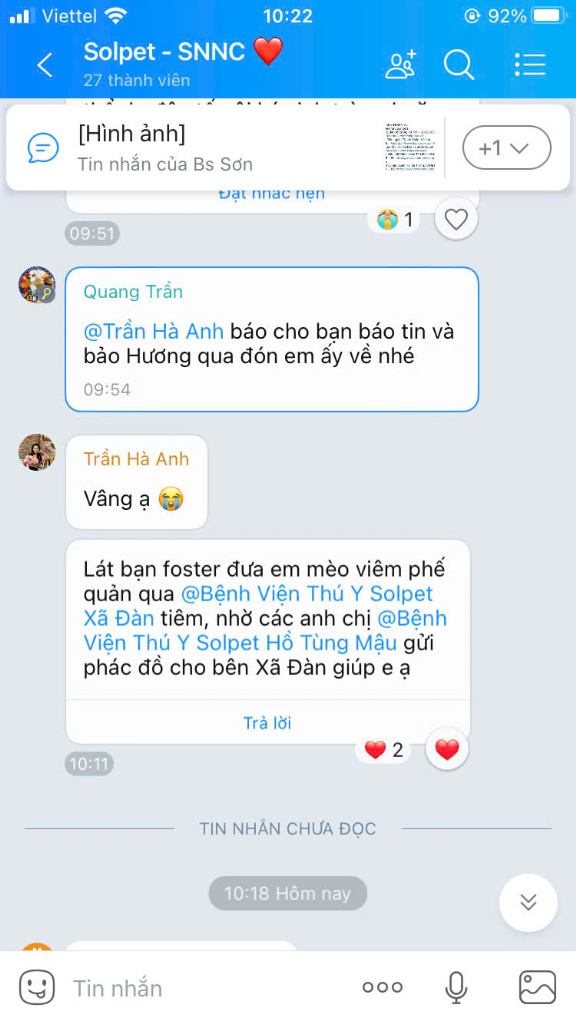 Viettel 10:22 92%
Solpet - SNNC ❤️
27 thành viên
[Hình ảnh]
Tin nhắn của Bs Sơn
+1
Đặt nhắc hẹn
😭 1
09:51
Quang Trần
@Trần Hà Anh báo cho bạn báo tin và
bảo Hương qua đón em ấy về nhé
09:54
Trần Hà Anh
Vâng ạ 😭
Lát bạn foster đưa em mèo viêm phế
quản qua @Bệnh Viện Thú Y Solpet
Xã Đàn tiêm, nhờ các anh chị @Bệnh
Viện Thú Y Solpet Hồ Tùng Mậu gửi
phác đồ cho bên Xã Đàn giúp e ạ
Trả lời
❤️ 2
10:11
TIN NHẮN CHƯA ĐỌC
10:18 Hôm nay
Tin nhắn